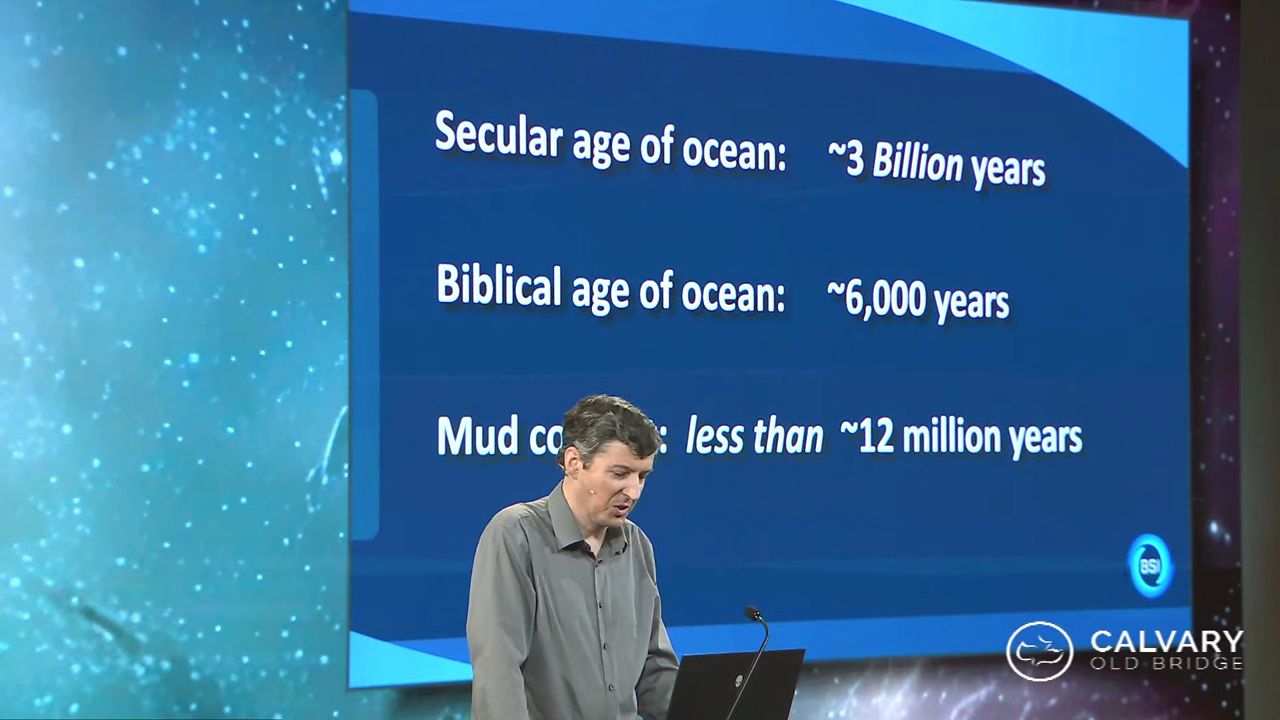 Secular age of ocean: ~3 Billion years
Biblical age of ocean: ~6,000 years
Mud co : less than ~12 million years
BSI
CALVARY
OLD BRIDGE